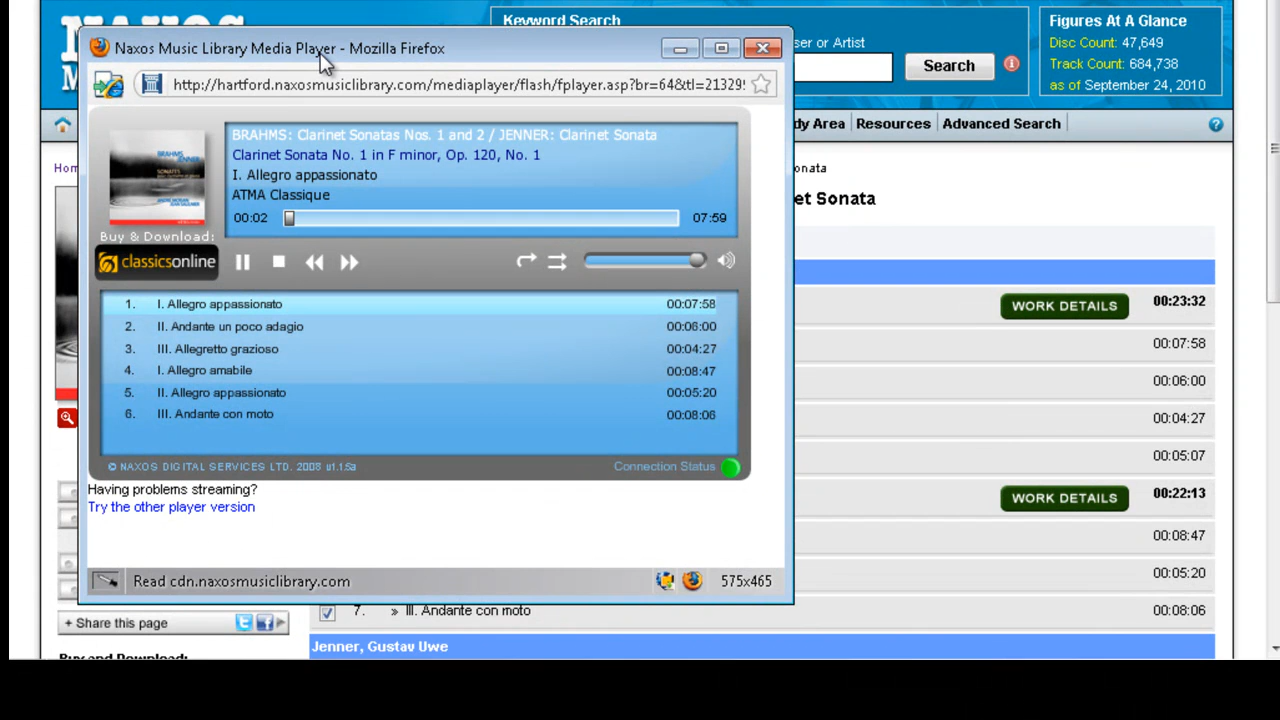 NAXOS
Keyword Search
ser or Artist
Search
Figures At A Glance
Disc Count: 47,649
Track Count: 684,738
as of September 24, 2010
dy Area
Resources
Advanced Search
Hom
onata
et Sonata
Naxos Music Library Media Player - Mozilla Firefox
http://hartford.naxosmusiclibrary.com/mediaplayer/flash/fplayer.asp?br=64&tl=21329
BRAHMS: Clarinet Sonatas Nos. 1 and 2 / JENNER: Clarinet Sonata
Clarinet Sonata No. 1 in F minor, Op. 120, No. 1
I. Allegro appassionato
ATMA Classique
00:02
07:59
Buy & Download:
classicsonline
1. I. Allegro appassionato 00:07:58
2. II. Andante un poco adagio 00:06:00
3. III. Allegretto grazioso 00:04:27
4. I. Allegro amabile 00:08:47
5. II. Allegro appassionato 00:05:20
6. III. Andante con moto 00:08:06
© NAXOS DIGITAL SERVICES LTD. 2008 v1.1.5a
Connection Status
Having problems streaming?
Try the other player version
Read cdn.naxosmusiclibrary.com
575x465
WORK DETAILS 00:23:32
00:07:58
00:06:00
00:04:27
00:05:07
WORK DETAILS 00:22:13
00:08:47
00:05:20
7. » III. Andante con moto 00:08:06
+ Share this page
Jenner, Gustav Uwe
Buy and Download: